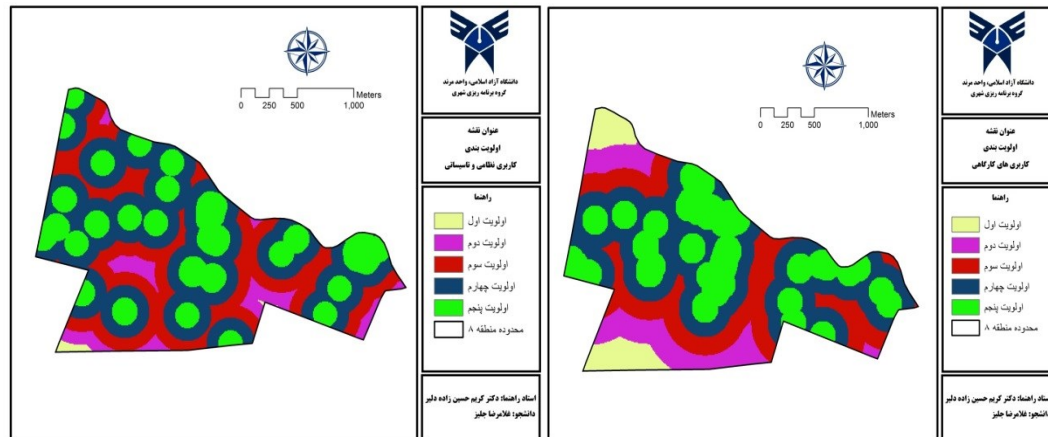 Meters
0 250 500 1,000
دانشگاه آزاد اسلامی، واحد مرند
گروه برنامه ریزی شهری
عنوان نقشه
اولویت بندی
کاربری نظامی و تاسیساتی
راهنما
اولویت اول
اولویت دوم
اولویت سوم
اولویت چهارم
اولویت پنجم
محدوده منطقه ۸
استاد راهنما: دکتر کریم حسین زاده دلیر
دانشجو: غلامرضا جلیز
Meters
0 250 500 1,000
دانشگاه آزاد اسلامی، واحد مرند
گروه برنامه ریزی شهری
عنوان نقشه
اولویت بندی
کاربری های کارگاهی
راهنما
اولویت اول
اولویت دوم
اولویت سوم
اولویت چهارم
اولویت پنجم
محدوده منطقه ۸
استاد راهنما: دکتر کریم حسین زاده دلیر
دانشجو: غلامرضا جلیز